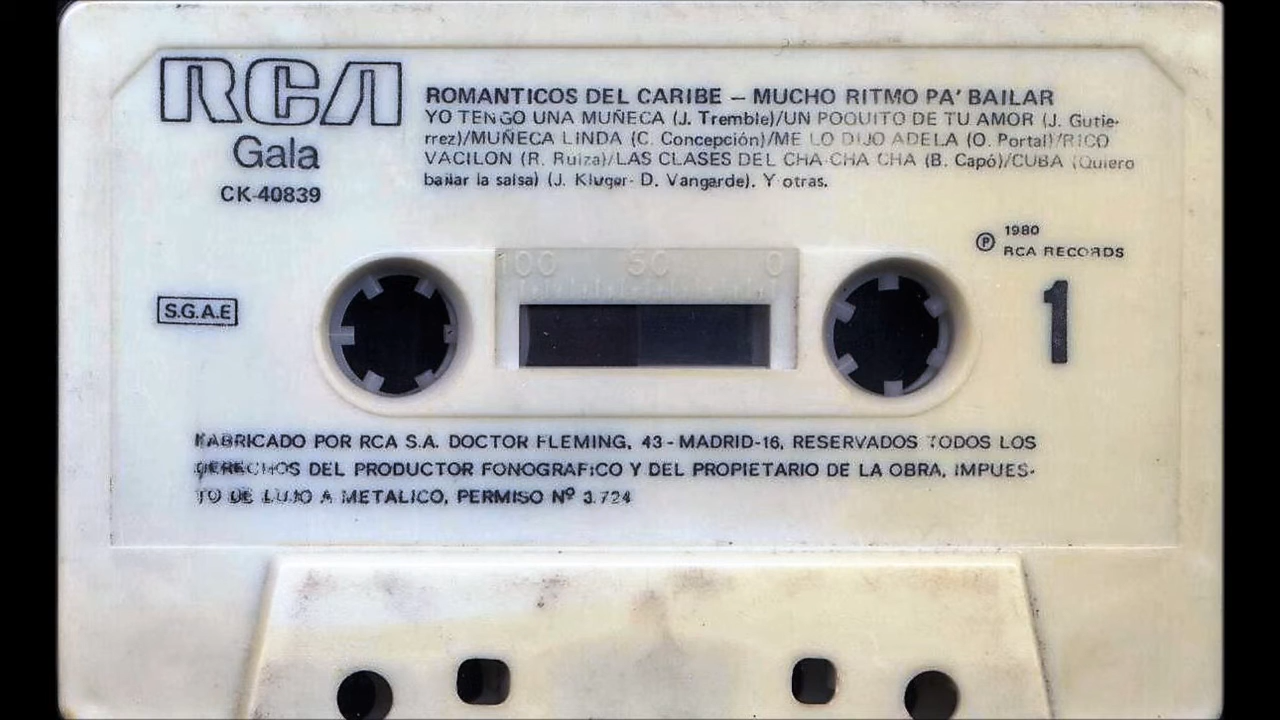 RCA
Gala
CK-40839
ROMANTICOS DEL CARIBE – MUCHO RITMO PA' BAILAR
YO TENGO UNA MUÑECA (J. Tremble)/UN POQUITO DE TU AMOR (J. Gutie-
rrez)/MUÑECA LINDA (C. Concepción)/ME LO DIJO ADELA (O. Portal)/RICO
VACILON (R. Ruiza)/LAS CLASES DEL CHA-CHA CHA (B. Capó)/CUBA (Quiero
bailar la salsa) (J. Kluger- D. Vangarde). Y otras.
℗ 1980
RCA RECORDS
100 50 0
S.G.A.E
1
FABRICADO POR RCA S.A. DOCTOR FLEMING, 43 - MADRID-16, RESERVADOS TODOS LOS
DERECHOS DEL PRODUCTOR FONOGRAFICO Y DEL PROPIETARIO DE LA OBRA, IMPUES-
TO DE LUJO A METALICO, PERMISO Nº 3.724